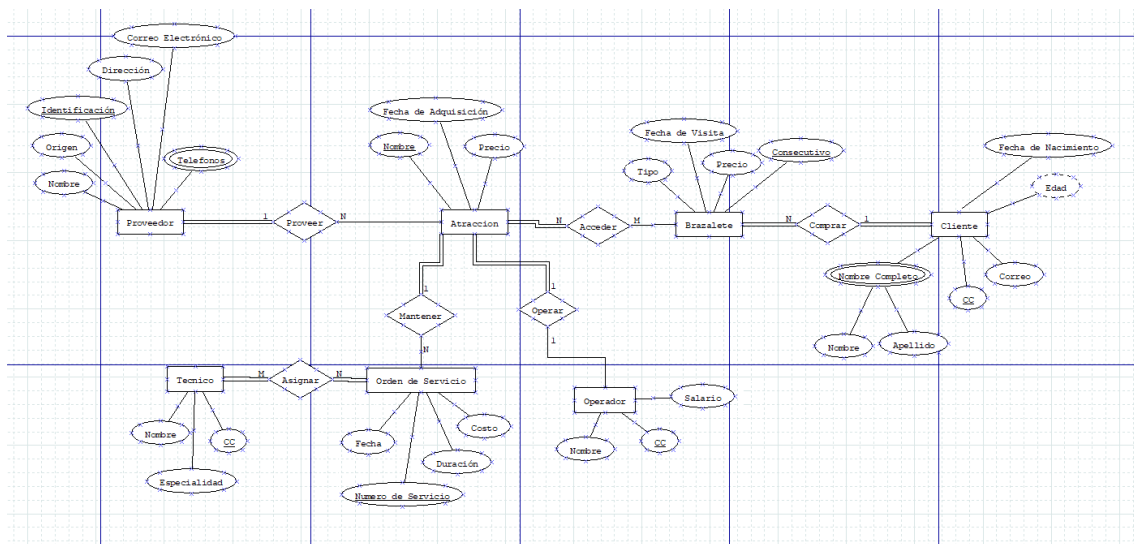 Correo Electrónico
Dirección
Identificación
Origen
Telefonos
Nombre
Fecha de Adquisición
Nombre
Precio
Fecha de Visita
Consecutivo
Tipo
Precio
Fecha de Nacimiento
Edad
Proveedor
1
Proveer
N
Atraccion
N
Acceder
M
Brazalete
N
Comprar
1
Cliente
Nombre Completo
Correo
CC
Nombre
Apellido
1
Mantener
N
1
Operar
1
Tecnico
M
Asignar
N
Orden de Servicio
Operador
Salario
Nombre
CC
Especialidad
Fecha
Costo
Duración
Numero de Servicio
Nombre
CC